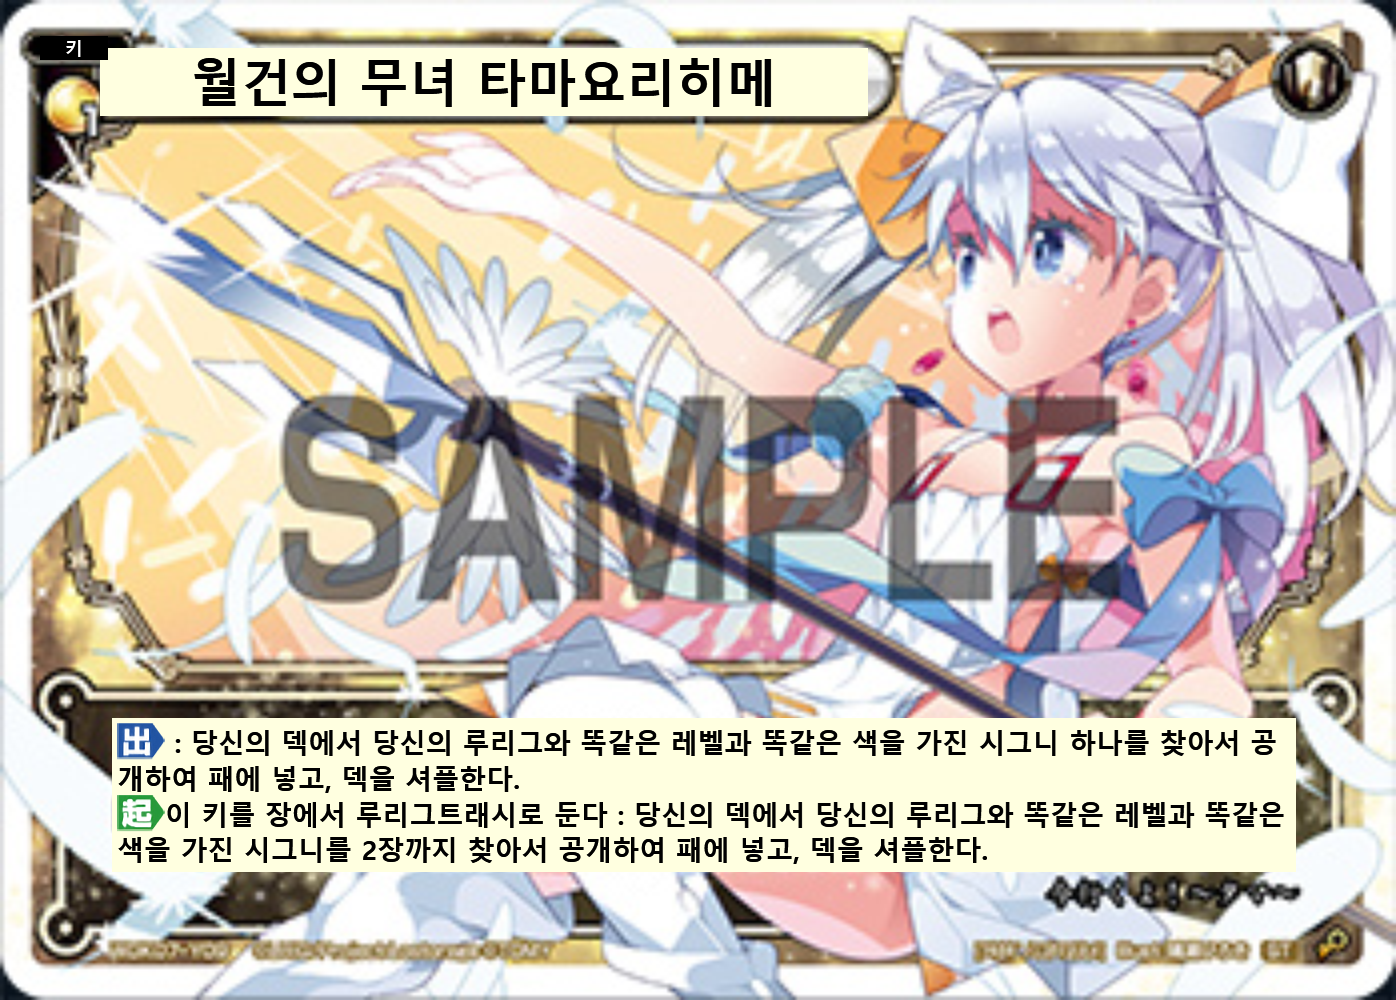 키
월건의 무녀 타마요리히메
1
SAMPLE
出 : 당신의 덱에서 당신의 루리그와 똑같은 레벨과 똑같은 색을 가진 시그니 하나를 찾아서 공
개하여 패에 넣고, 덱을 셔플한다.
起이 키를 장에서 루리그트래시로 둔다 : 당신의 덱에서 당신의 루리그와 똑같은 레벨과 똑같은
색을 가진 시그니를 2장까지 찾아서 공개하여 패에 넣고, 덱을 셔플한다.